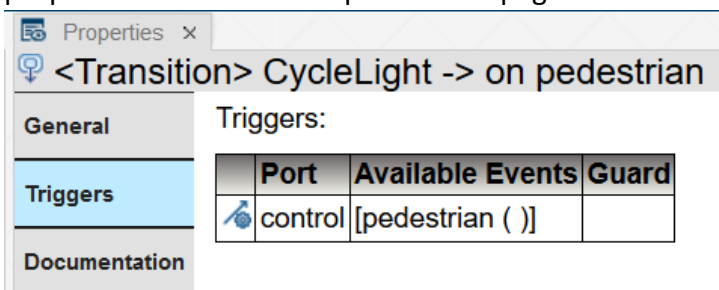 Properties ×
<Transition> CycleLight -> on pedestrian
General
Triggers:
Port Available Events Guard
Triggers
control [pedestrian ( )]
Documentation